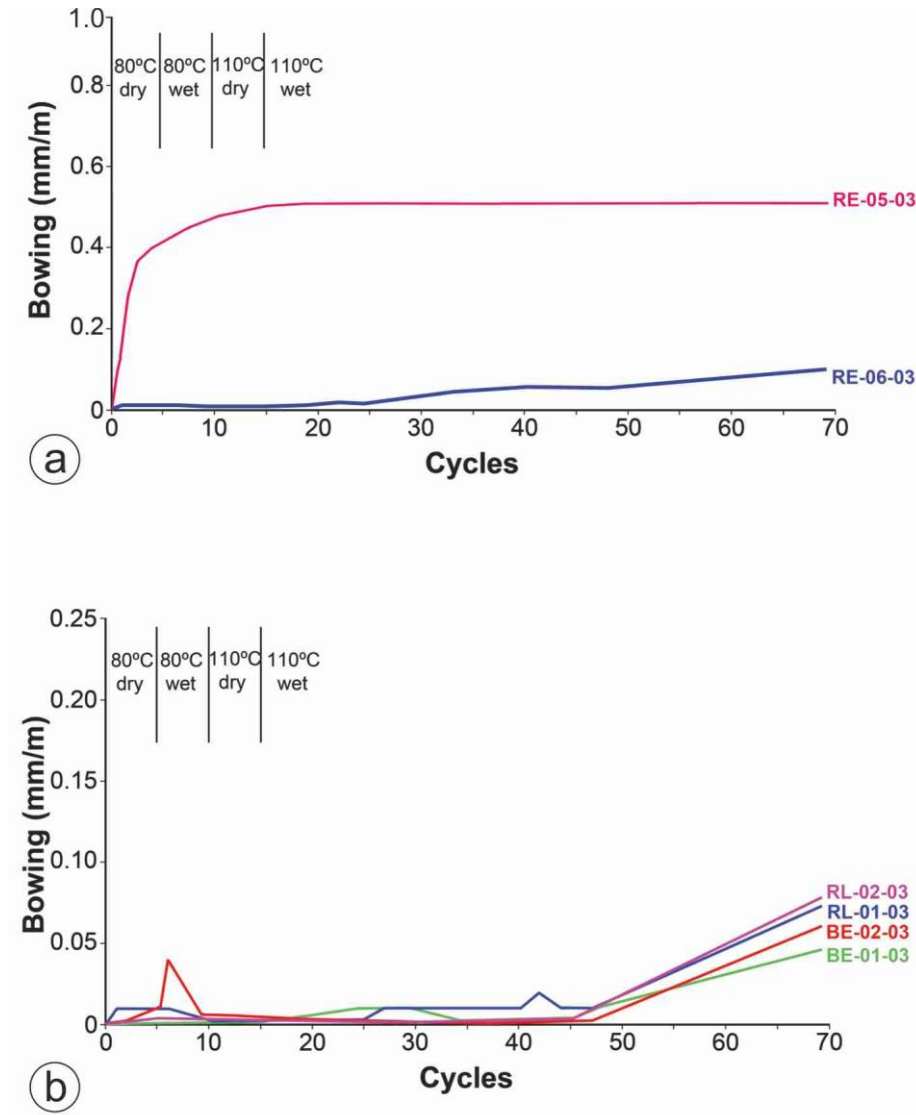 1.0
80ºC 80ºC 110ºC 110ºC
dry wet dry wet
0.8
0.6
RE-05-03
0.4
0.2
RE-06-03
0
0 10 20 30 40 50 60 70
Bowing (mm/m)
Cycles
a
0.25
80ºC 80ºC 110ºC 110ºC
dry wet dry wet
0.20
0.15
0.10
RL-02-03
RL-01-03
BE-02-03
BE-01-03
0.05
0
0 10 20 30 40 50 60 70
Bowing (mm/m)
Cycles
b